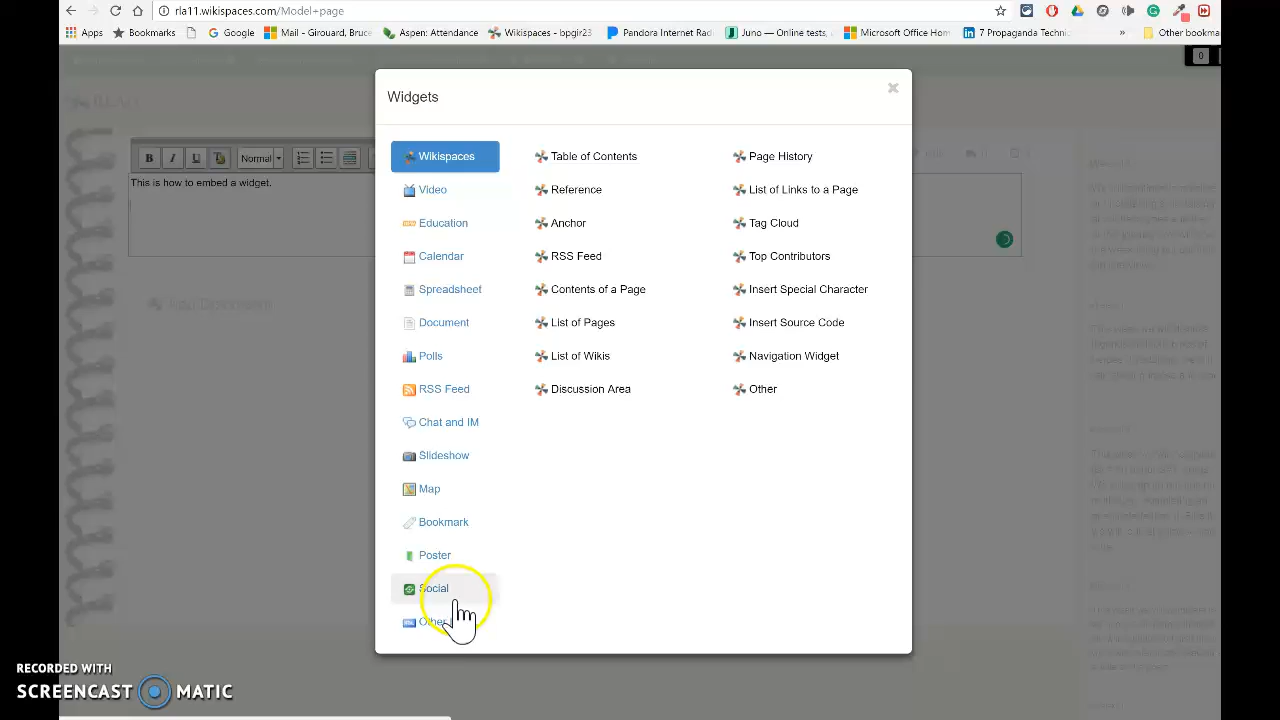 rla11.wikispaces.com/Model+page
Apps Bookmarks Google Mail - Girouard, Bruce Aspen: Attendance Wikispaces - bpgir23 Pandora Internet Radi Juno — Online tests, Microsoft Office Hom 7 Propaganda Techni » Other bookma
0
Widgets ×
B I U Normal
This is how to embed a widget.
Wikispaces Table of Contents Page History
Video Reference List of Links to a Page
Education Anchor Tag Cloud
Calendar RSS Feed Top Contributors
Spreadsheet Contents of a Page Insert Special Character
Document List of Pages Insert Source Code
Polls List of Wikis Navigation Widget
RSS Feed Discussion Area Other
Chat and IM
Slideshow
Map
Bookmark
Poster
Social
Other
RECORDED WITH
SCREENCAST MATIC